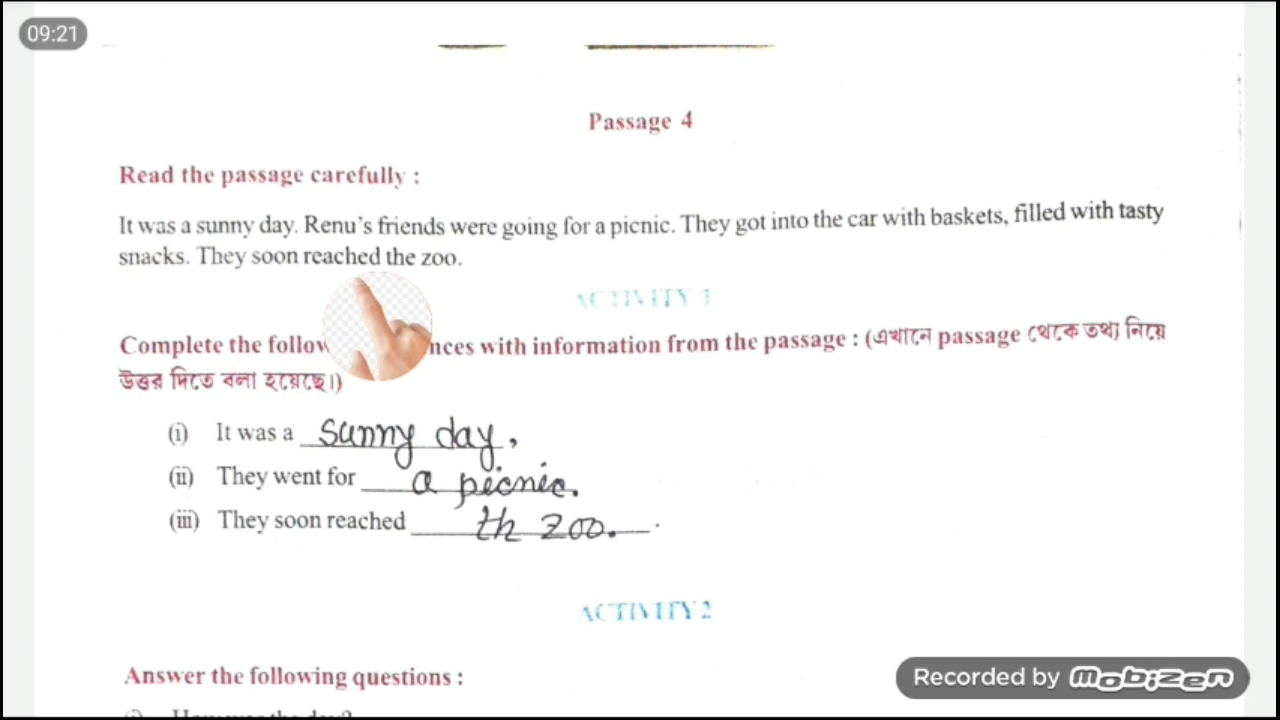 09:21
Passage 4
Read the passage carefully :
It was a sunny day. Renu's friends were going for a picnic. They got into the car with baskets, filled with tasty
snacks. They soon reached the zoo.
ACTIVITY 1
Complete the follow nces with information from the passage : (এখানে passage থেকে তথ্য নিয়ে
উত্তর দিতে বলা হয়েছে।)
(i) It was a sunny day,
(ii) They went for a picnic.
(iii) They soon reached th zoo. .
ACTIVITY 2
Answer the following questions :
Recorded by mobizen